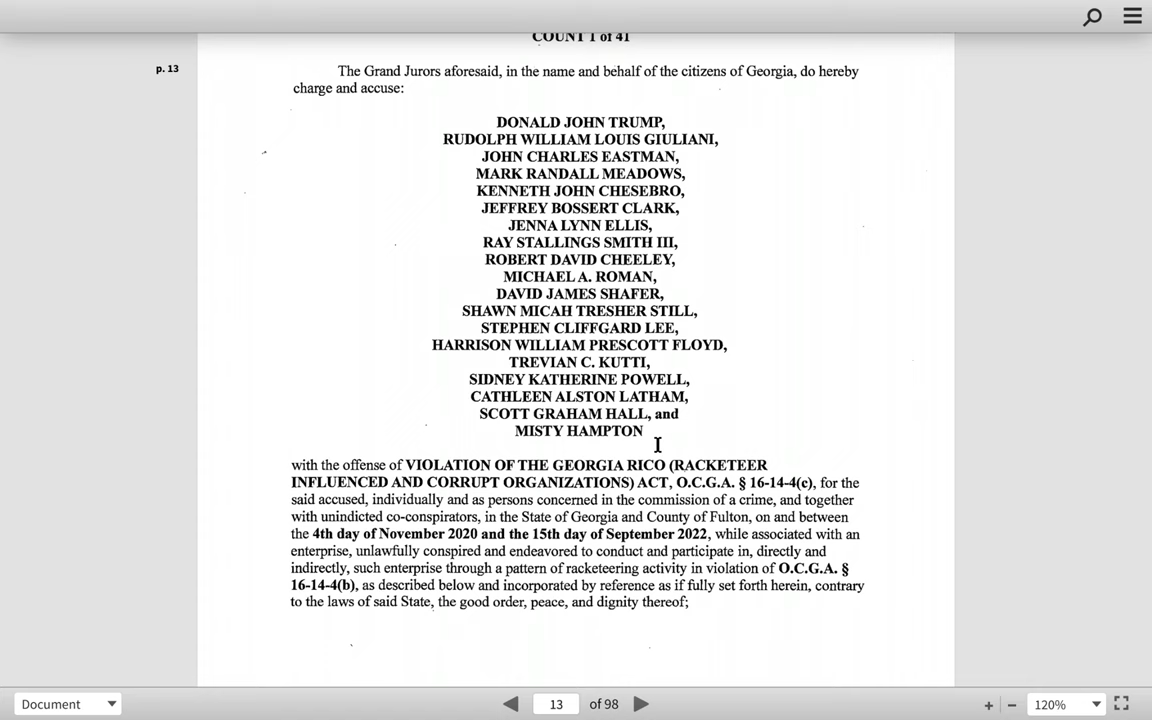 COUNT 1 of 41
p. 13
The Grand Jurors aforesaid, in the name and behalf of the citizens of Georgia, do hereby
charge and accuse:
DONALD JOHN TRUMP,
RUDOLPH WILLIAM LOUIS GIULIANI,
JOHN CHARLES EASTMAN,
MARK RANDALL MEADOWS,
KENNETH JOHN CHESEBRO,
JEFFREY BOSSERT CLARK,
JENNA LYNN ELLIS,
RAY STALLINGS SMITH III,
ROBERT DAVID CHEELEY,
MICHAEL A. ROMAN,
DAVID JAMES SHAFER,
SHAWN MICAH TRESHER STILL,
STEPHEN CLIFFGARD LEE,
HARRISON WILLIAM PRESCOTT FLOYD,
TREVIAN C. KUTTI,
SIDNEY KATHERINE POWELL,
CATHLEEN ALSTON LATHAM,
SCOTT GRAHAM HALL, and
MISTY HAMPTON
with the offense of VIOLATION OF THE GEORGIA RICO (RACKETEER
INFLUENCED AND CORRUPT ORGANIZATIONS) ACT, O.C.G.A. § 16-14-4(c), for the
said accused, individually and as persons concerned in the commission of a crime, and together
with unindicted co-conspirators, in the State of Georgia and County of Fulton, on and between
the 4th day of November 2020 and the 15th day of September 2022, while associated with an
enterprise, unlawfully conspired and endeavored to conduct and participate in, directly and
indirectly, such enterprise through a pattern of racketeering activity in violation of O.C.G.A. §
16-14-4(b), as described below and incorporated by reference as if fully set forth herein, contrary
to the laws of said State, the good order, peace, and dignity thereof;
Document
13 of 98
120%